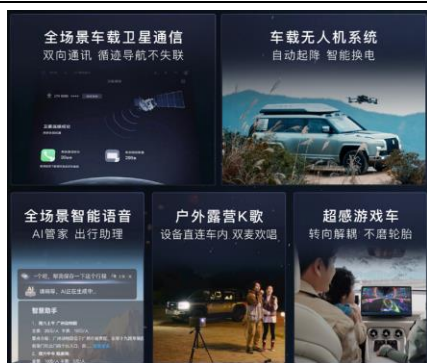 全场景车载卫星通信
双向通讯 循迹导航不失联
车载无人机系统
自动起降 智能换电
全场景智能语音
AI管家 出行助理
智慧助手
户外露营K歌
设备直连车内 双麦欢唱
超感游戏车
转向解耦 不磨轮胎